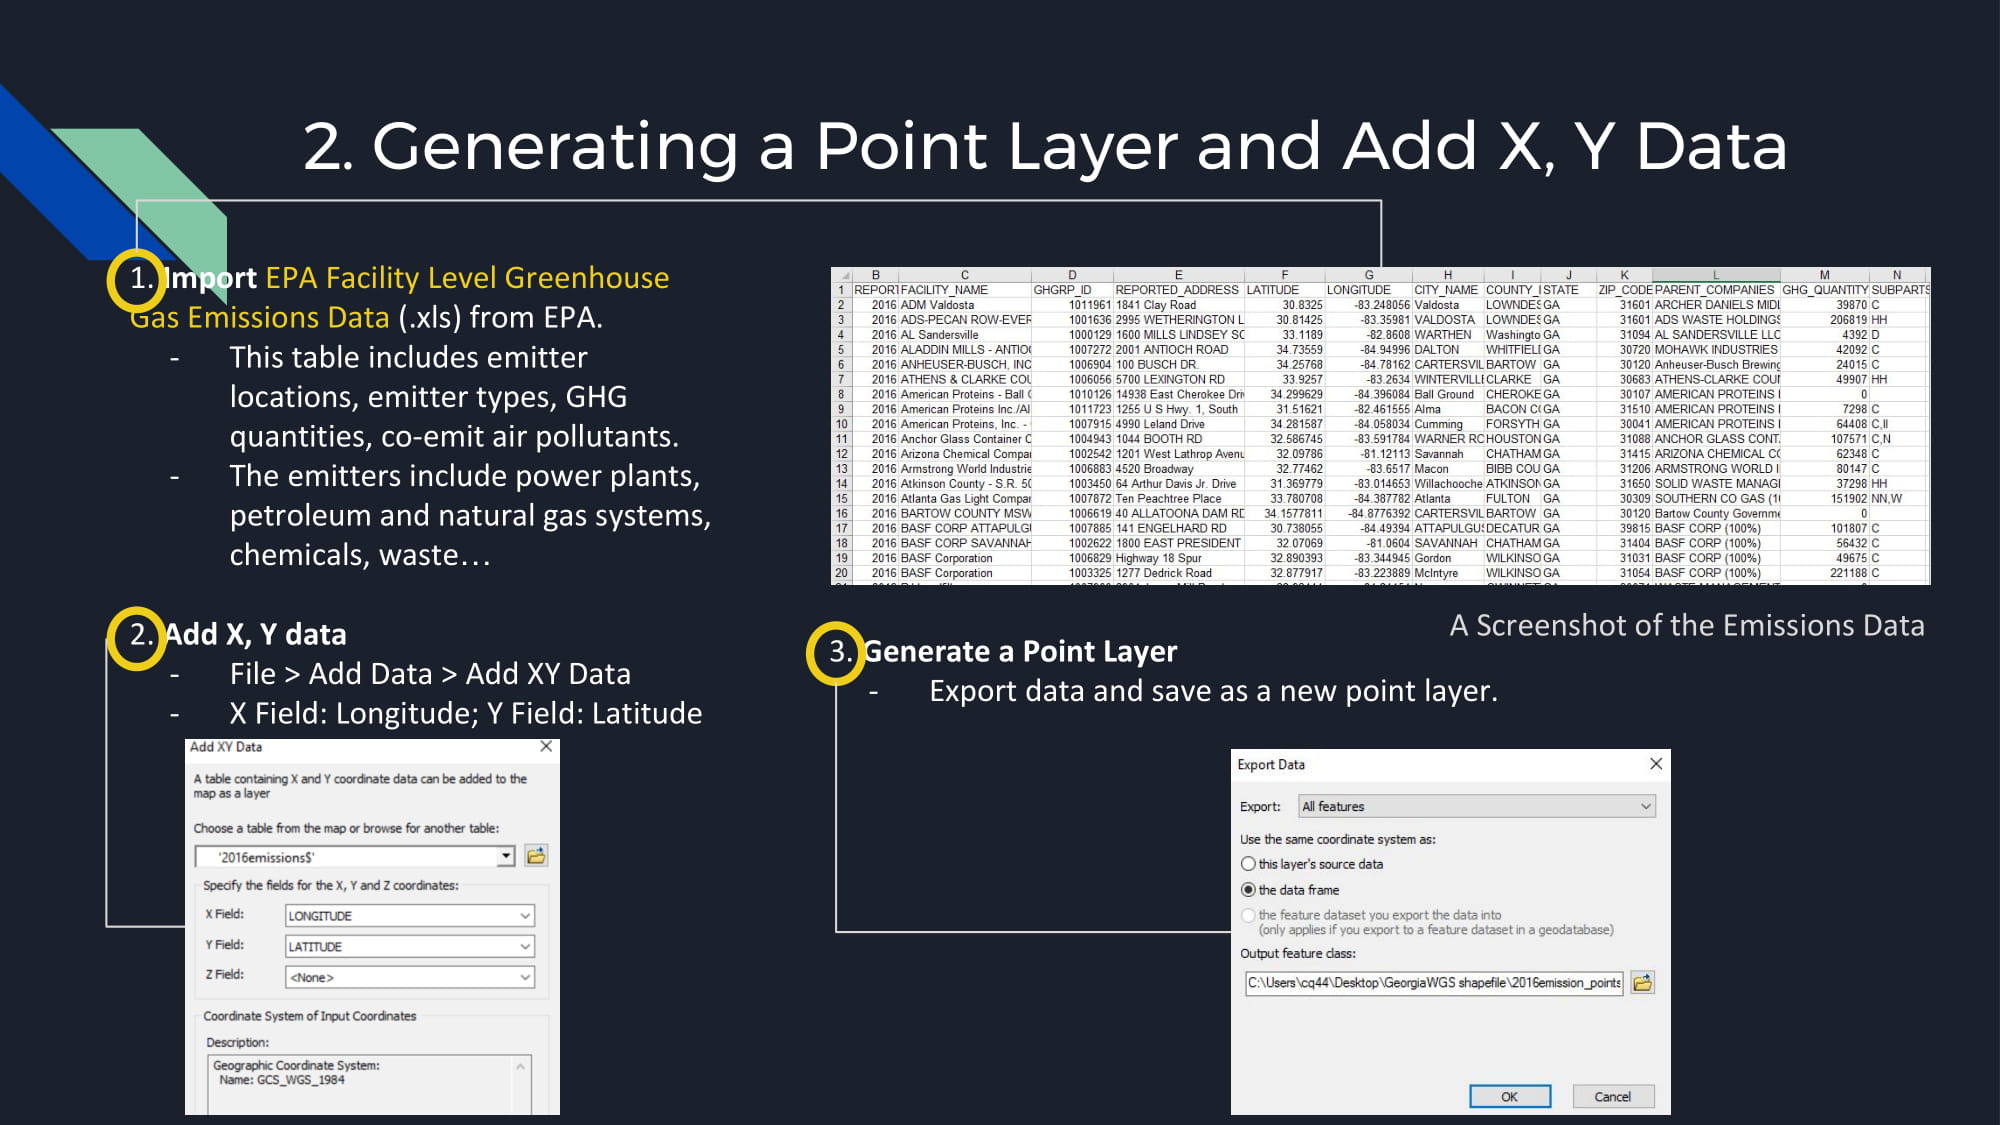 2. Generating a Point Layer and Add X, Y Data
1. Import EPA Facility Level Greenhouse
Gas Emissions Data (.xls) from EPA.
- This table includes emitter
locations, emitter types, GHG
quantities, co-emit air pollutants.
- The emitters include power plants,
petroleum and natural gas systems,
chemicals, waste…
B C D E F G H I J K L M N
1 REPORT FACILITY_NAME GHGRP_ID REPORTED_ADDRESS LATITUDE LONGITUDE CITY_NAME COUNTY_ STATE ZIP_CODE PARENT_COMPANIES GHG_QUANTITY SUBPARTS
2 2016 ADM Valdosta 1011961 1841 Clay Road 30.8325 -83.248056 Valdosta LOWNDES GA 31601 ARCHER DANIELS MIDL 39870 C
3 2016 ADS-PECAN ROW-EVER 1001636 2995 WETHERINGTON L 30.81425 -83.35981 VALDOSTA LOWNDES GA 31601 ADS WASTE HOLDINGS 206819 HH
4 2016 AL Sandersville 1000129 1600 MILLS LINDSEY SC 33.1189 -82.8608 WARTHEN Washingto GA 31094 AL SANDERSVILLE LLC 4392 D
5 2016 ALADDIN MILLS - ANTIO 1007272 2001 ANTIOCH ROAD 34.73559 -84.94996 DALTON WHITFIEL GA 30720 MOHAWK INDUSTRIES 42092 C
6 2016 ANHEUSER-BUSCH, INC 1006904 100 BUSCH DR. 34.25768 -84.78162 CARTERSVIL BARTOW GA 30120 Anheuser-Busch Brewing 24015 C
7 2016 ATHENS & CLARKE COU 1006056 5700 LEXINGTON RD 33.9257 -83.2634 WINTERVILLE CLARKE GA 30683 ATHENS-CLARKE COU 49907 HH
8 2016 American Proteins - Ball 1010126 14938 East Cherokee Driv 34.299629 -84.396084 Ball Ground CHEROKE GA 30107 AMERICAN PROTEINS 0
9 2016 American Proteins Inc./Al 1011723 1255 U S Hwy. 1, South 31.51621 -82.461555 Alma BACON CO GA 31510 AMERICAN PROTEINS 7298 C
10 2016 American Proteins, Inc. - 1007915 4990 Leland Drive 34.281587 -84.058034 Cumming FORSYTH GA 30041 AMERICAN PROTEINS 64408 C,II
11 2016 Anchor Glass Container C 1004943 1044 BOOTH RD 32.586745 -83.591784 WARNER RO HOUSTON GA 31088 ANCHOR GLASS CONT 107571 C,N
12 2016 Arizona Chemical Compan 1002542 1201 West Lathrop Avenu 32.09786 -81.12113 Savannah CHATHAM GA 31415 ARIZONA CHEMICAL CO 62348 C
13 2016 Armstrong World Industrie 1006883 4520 Broadway 32.77462 -83.6517 Macon BIBB COU GA 31206 ARMSTRONG WORLD I 80147 C
14 2016 Atkinson County - S.R. 50 1003450 64 Arthur Davis Jr. Drive 31.369779 -83.014653 Willachooche ATKINSON GA 31650 SOLID WASTE MANAG 37298 HH
15 2016 Atlanta Gas Light Compan 1007872 Ten Peachtree Place 33.780708 -84.387782 Atlanta FULTON GA 30309 SOUTHERN CO GAS (1 151902 NN,W
16 2016 BARTOW COUNTY MSW 1006619 40 ALLATOONA DAM RD 34.1577811 -84.8776392 CARTERSVIL BARTOW GA 30120 Bartow County Governme 0
17 2016 BASF CORP ATTAPULG 1007885 141 ENGELHARD RD 30.738055 -84.49394 ATTAPULGUS DECATUR GA 39815 BASF CORP (100%) 101807 C
18 2016 BASF CORP SAVANNAH 1002622 1800 EAST PRESIDENT 32.07069 -81.0604 SAVANNAH CHATHAM GA 31404 BASF CORP (100%) 56432 C
19 2016 BASF Corporation 1006829 Highway 18 Spur 32.890393 -83.344945 Gordon WILKINSO GA 31031 BASF CORP (100%) 49675 C
20 2016 BASF Corporation 1003325 1277 Dedrick Road 32.877917 -83.223889 McIntyre WILKINSO GA 31054 BASF CORP (100%) 221188 C
A Screenshot of the Emissions Data
2. Add X, Y data
- File > Add Data > Add XY Data
- X Field: Longitude; Y Field: Latitude
Add XY Data
A table containing X and Y coordinate data can be added to the
map as a layer
Choose a table from the map or browse for another table:
'2016emissions$'
Specify the fields for the X, Y and Z coordinates:
X Field: LONGITUDE
Y Field: LATITUDE
Z Field: <None>
Coordinate System of Input Coordinates
Description:
Geographic Coordinate System:
Name: GCS_WGS_1984
3. Generate a Point Layer
- Export data and save as a new point layer.
Export Data
Export: All features
Use the same coordinate system as:
this layer's source data
the data frame
the feature dataset you export the data into
(only applies if you export to a feature dataset in a geodatabase)
Output feature class:
C:\Users\cq44\Desktop\GeorgiaWGS shapefile\2016emission_points
OK Cancel